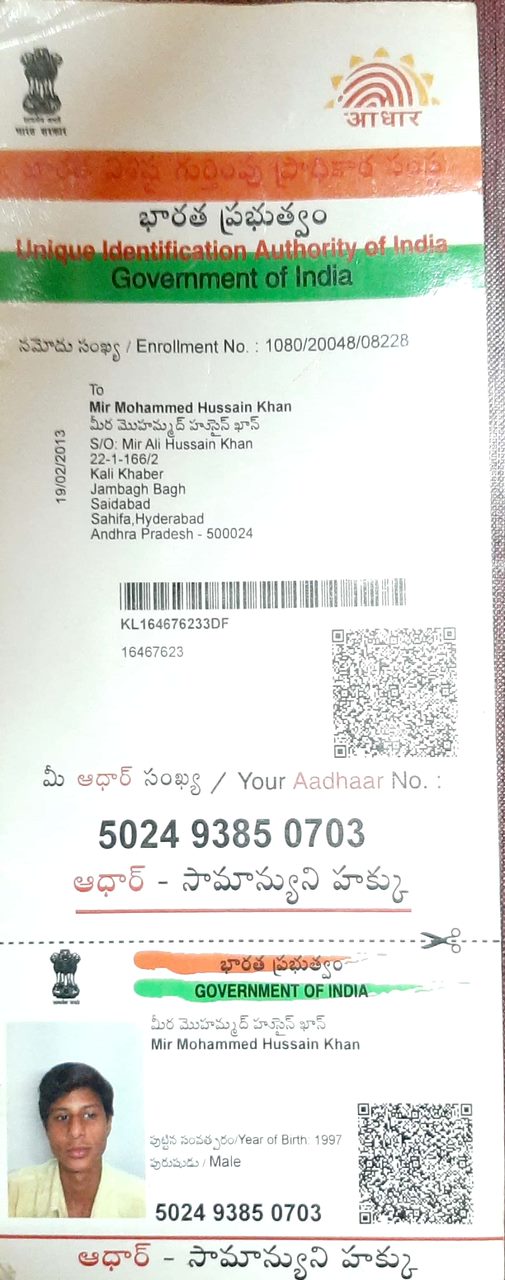 भारत सरकार
आधार
భారత విశిష్ట గుర్తింపు ప్రాధికార సంస్థ
భారత ప్రభుత్వం
Unique Identification Authority of India
Government of India
నమోదు సంఖ్య / Enrollment No. : 1080/20048/08228
To
Mir Mohammed Hussain Khan
మీర మొహమ్మద్ హుసైన్ ఖాన్
S/O: Mir Ali Hussain Khan
22-1-166/2
Kali Khaber
Jambagh Bagh
Saidabad
Sahifa,Hyderabad
Andhra Pradesh - 500024
19/02/2013
KL164676233DF
16467623
మీ ఆధార్ సంఖ్య / Your Aadhaar No. :
5024 9385 0703
ఆధార్ - సామాన్యుని హక్కు
భారత ప్రభుత్వం
GOVERNMENT OF INDIA
మీర మొహమ్మద్ హుసైన్ ఖాన్
Mir Mohammed Hussain Khan
పుట్టిన సంవత్సరం/Year of Birth: 1997
పురుషుడు / Male
5024 9385 0703
ఆధార్ - సామాన్యుని హక్కు